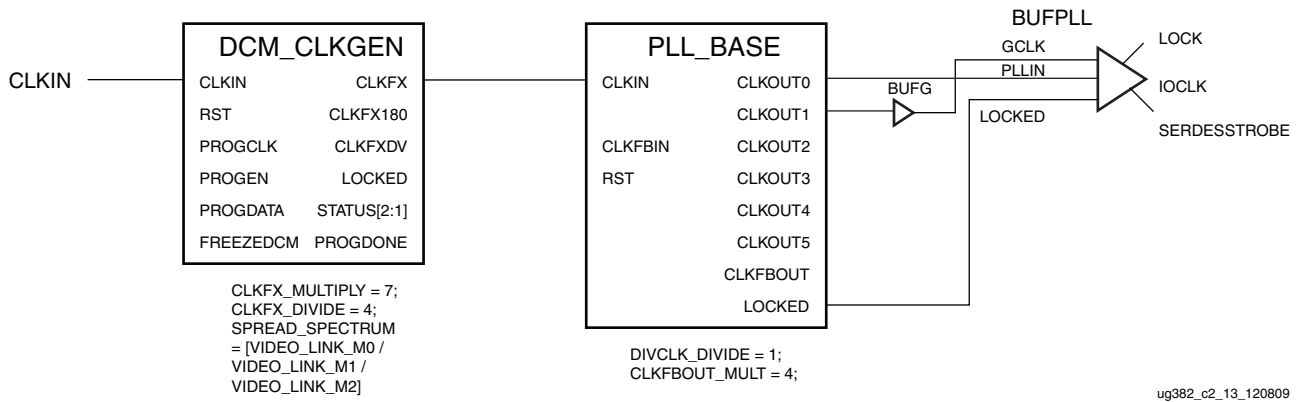 CLKIN
DCM_CLKGEN
CLKIN CLKFX
RST CLKFX180
PROGCLK CLKFXDV
PROGEN LOCKED
PROGDATA STATUS[2:1]
FREEZEDCM PROGDONE
CLKFX_MULTIPLY = 7;
CLKFX_DIVIDE = 4;
SPREAD_SPECTRUM
= [VIDEO_LINK_M0 /
VIDEO_LINK_M1 /
VIDEO_LINK_M2]
PLL_BASE
CLKIN CLKOUT0
CLKOUT1
CLKFBIN CLKOUT2
RST CLKOUT3
CLKOUT4
CLKOUT5
CLKFBOUT
LOCKED
DIVCLK_DIVIDE = 1;
CLKFBOUT_MULT = 4;
BUFG
BUFPLL
GCLK
PLLIN
LOCKED
LOCK
IOCLK
SERDESSTROBE
ug382_c2_13_120809